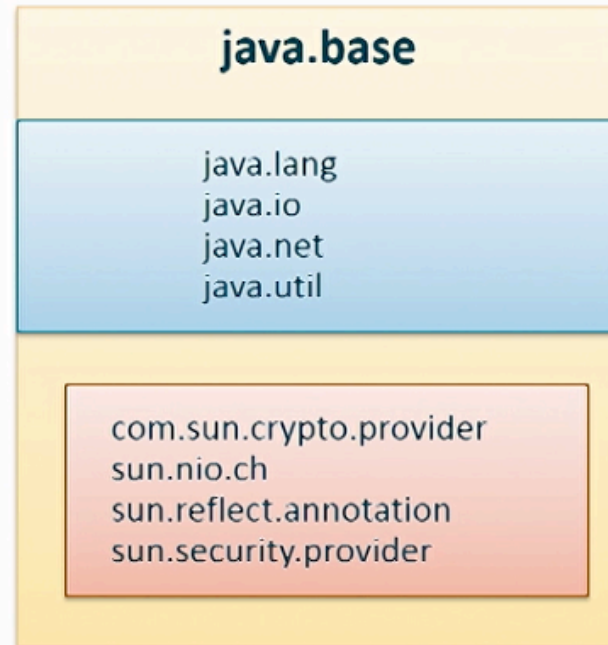 java.base
java.lang
java.io
java.net
java.util
com.sun.crypto.provider
sun.nio.ch
sun.reflect.annotation
sun.security.provider